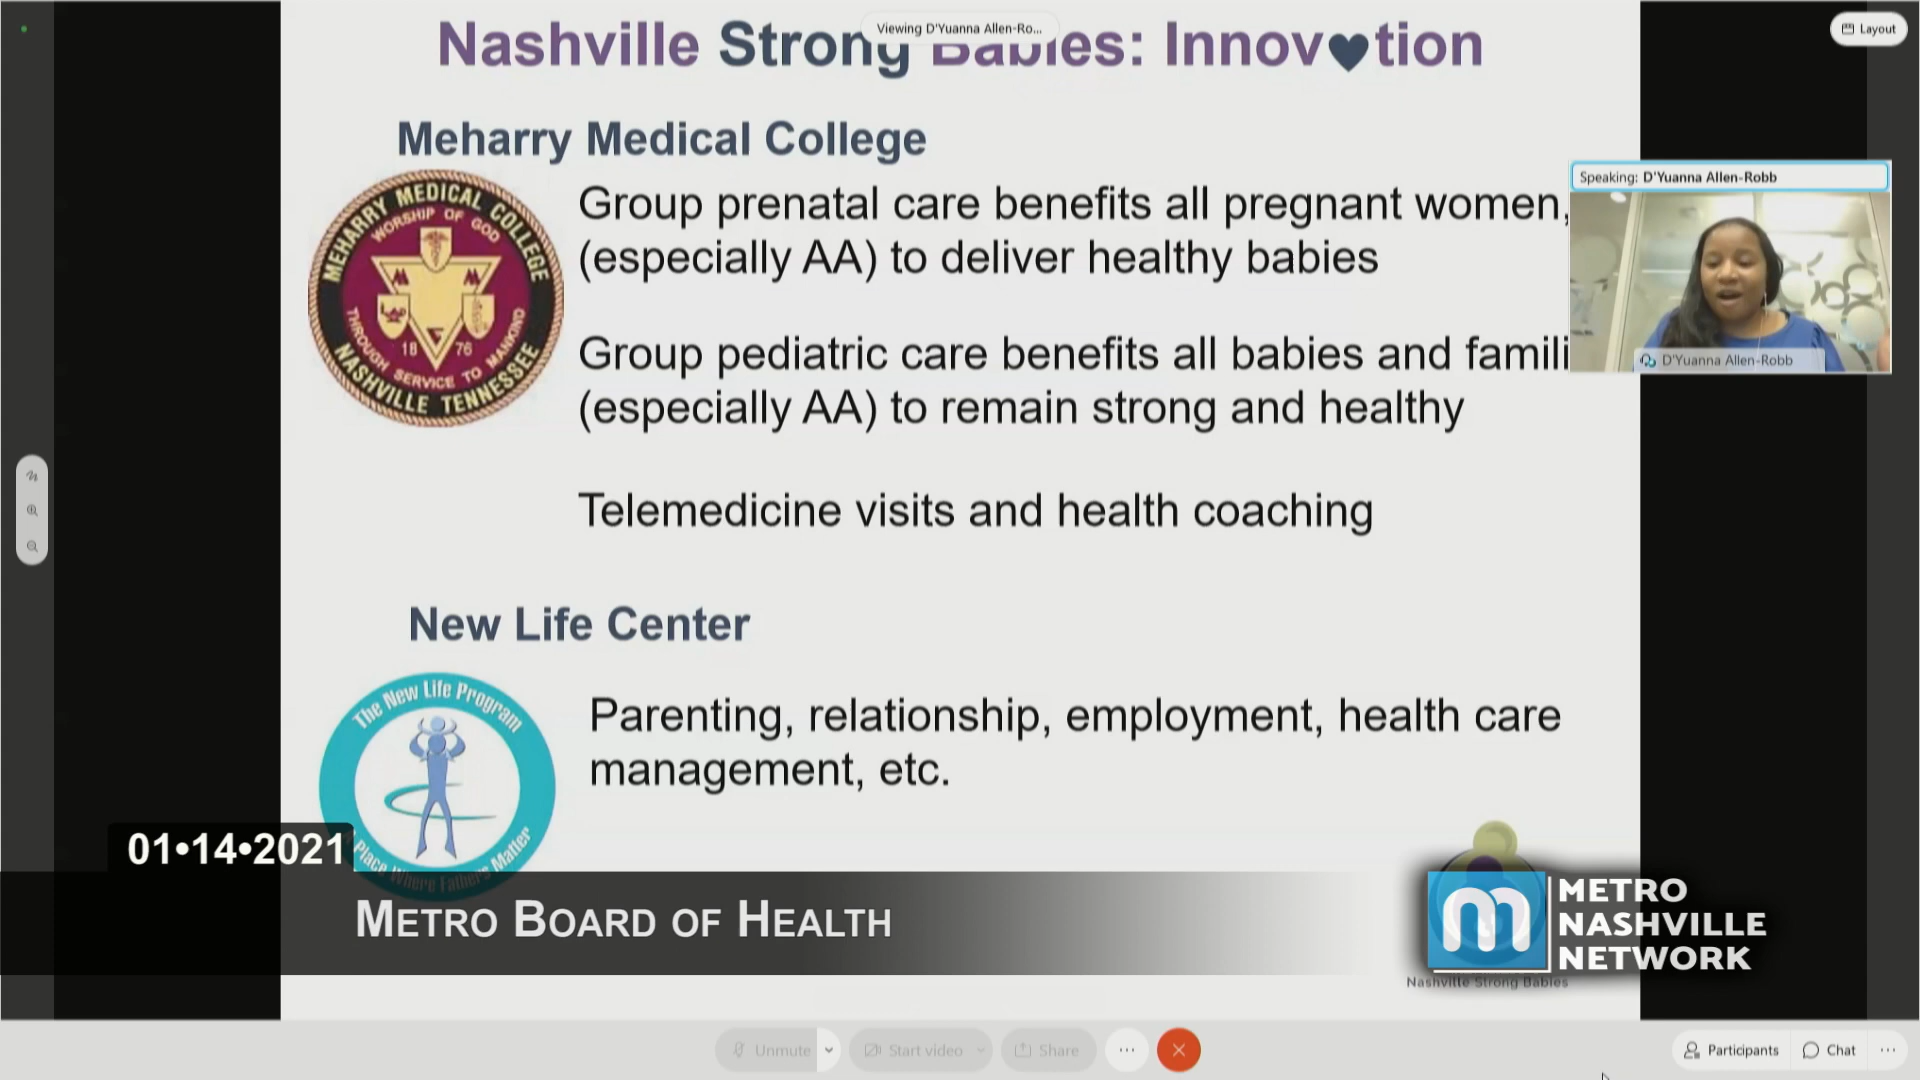 Viewing D'Yuanna Allen-Ro...
Layout
Nashville Strong Babies: Innov tion
Meharry Medical College
MEHARRY MEDICAL COLLEGE
WORSHIP OF GOD
18 76
THROUGH SERVICE TO MANKIND
NASHVILLE TENNESSEE
Group prenatal care benefits all pregnant women,
(especially AA) to deliver healthy babies
Group pediatric care benefits all babies and famili
(especially AA) to remain strong and healthy
Telemedicine visits and health coaching
Speaking: D'Yuanna Allen-Robb
D'Yuanna Allen-Robb
New Life Center
The New Life Program
Place Where Fathers Matter
Parenting, relationship, employment, health care
management, etc.
01•14•2021
METRO BOARD OF HEALTH
METRO
NASHVILLE
NETWORK
Nashville Strong Babies
Unmute
Start video
Share
Participants
Chat